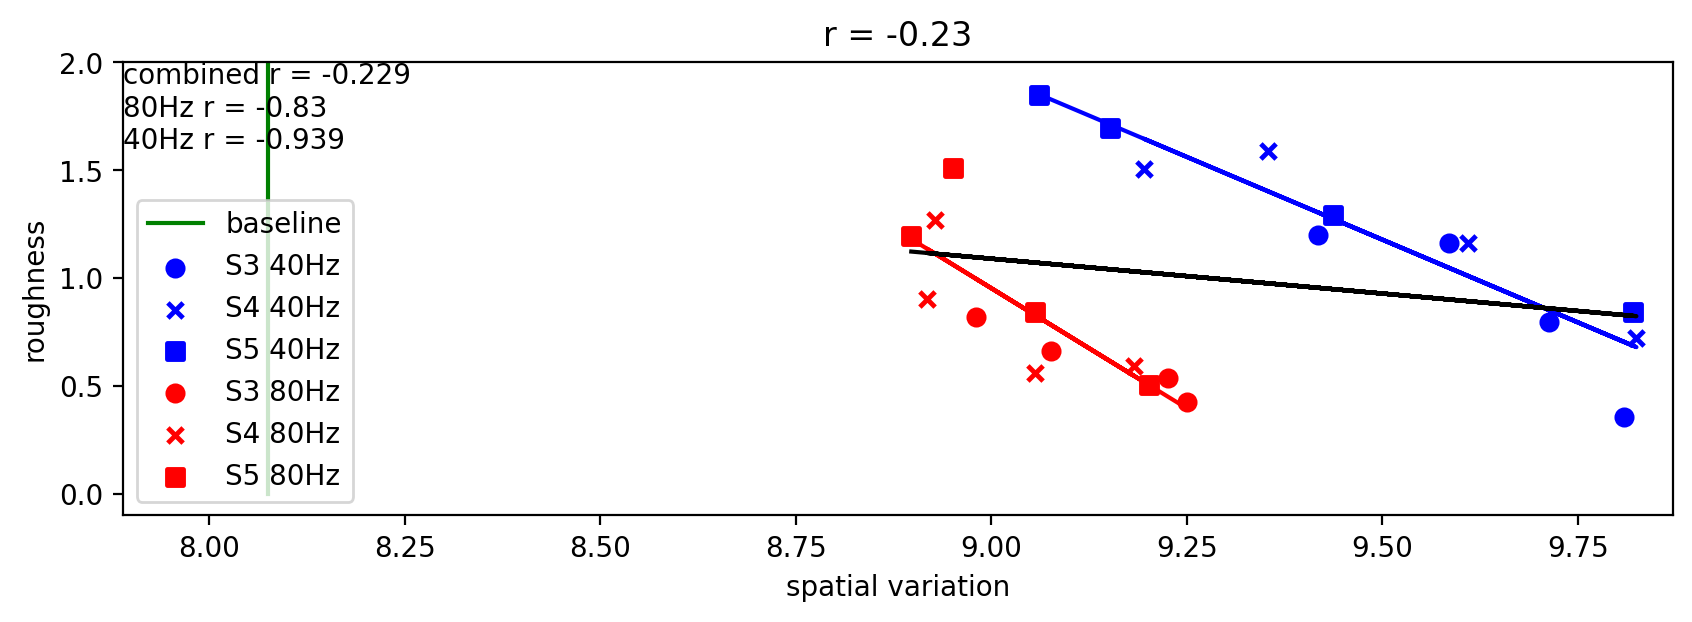 r = -0.23
combined r = -0.229
80Hz r = -0.83
40Hz r = -0.939
2.0
1.5
1.0
0.5
0.0
roughness
baseline
S3 40Hz
S4 40Hz
S5 40Hz
S3 80Hz
S4 80Hz
S5 80Hz
8.00 8.25 8.50 8.75 9.00 9.25 9.50 9.75
spatial variation